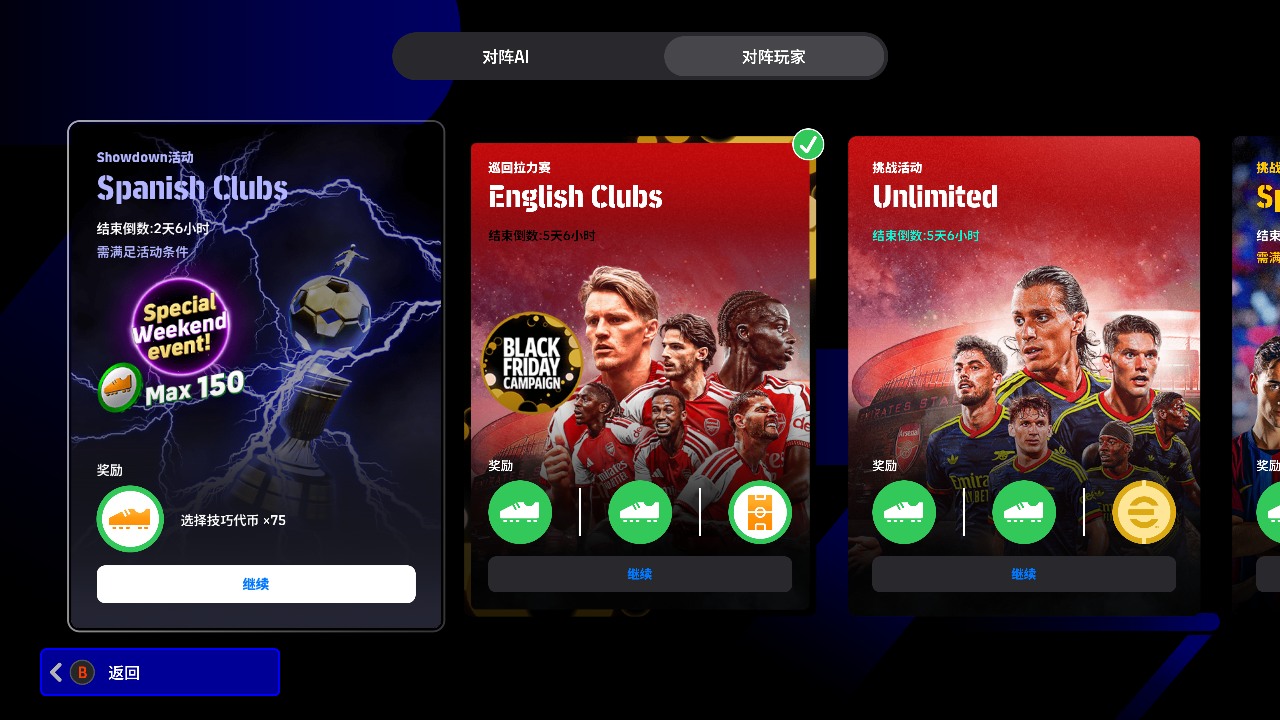 对阵AI
对阵玩家
Showdown活动
Spanish Clubs
结束倒数:2天6小时
需满足活动条件
Special
Weekend
event!
Max 150
奖励
选择技巧代币 ×75
继续
巡回拉力赛
English Clubs
结束倒数:5天6小时
BLACK
FRIDAY
CAMPAIGN
奖励
继续
挑战活动
Unlimited
结束倒数:5天6小时
Arsenal
奖励
继续
挑战
Sp
结束
需满
奖励
B
返回